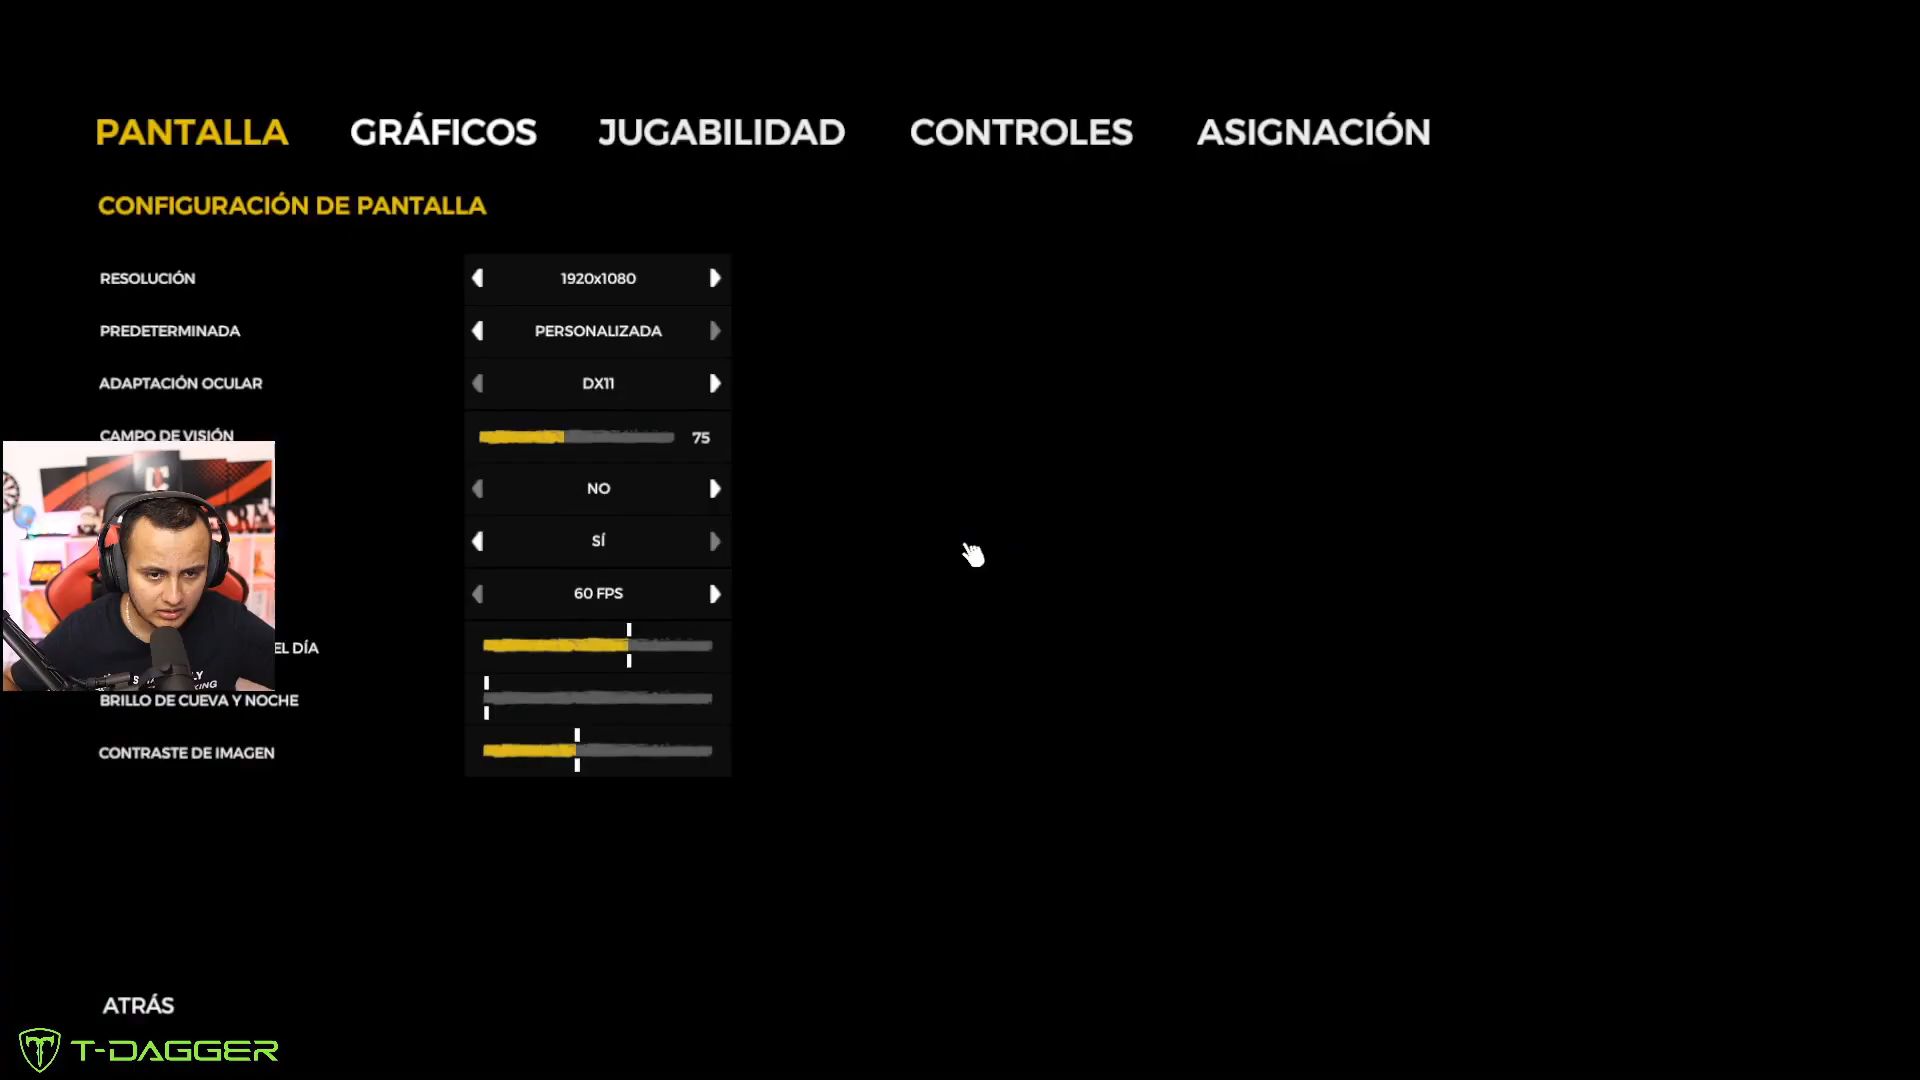 PANTALLA GRÁFICOS JUGABILIDAD CONTROLES ASIGNACIÓN
CONFIGURACIÓN DE PANTALLA
RESOLUCIÓN 1920x1080
PREDETERMINADA PERSONALIZADA
ADAPTACIÓN OCULAR DX11
CAMPO DE VISIÓN 75
NO
SÍ
60 FPS
EL DÍA
BRILLO DE CUEVA Y NOCHE
CONTRASTE DE IMAGEN
ATRÁS
T-DAGGER